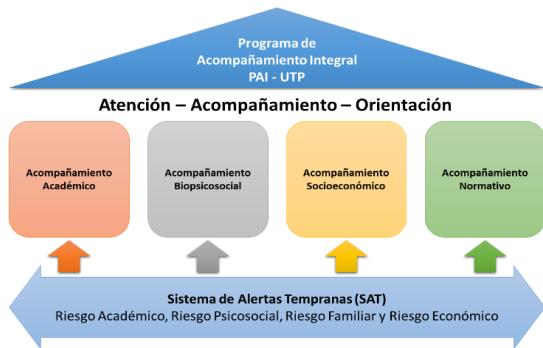 Programa de
Acompañamiento Integral
PAI - UTP
Atención – Acompañamiento – Orientación
Acompañamiento
Académico
Acompañamiento
Biopsicosocial
Acompañamiento
Socioeconómico
Acompañamiento
Normativo
Sistema de Alertas Tempranas (SAT)
Riesgo Académico, Riesgo Psicosocial, Riesgo Familiar y Riesgo Económico